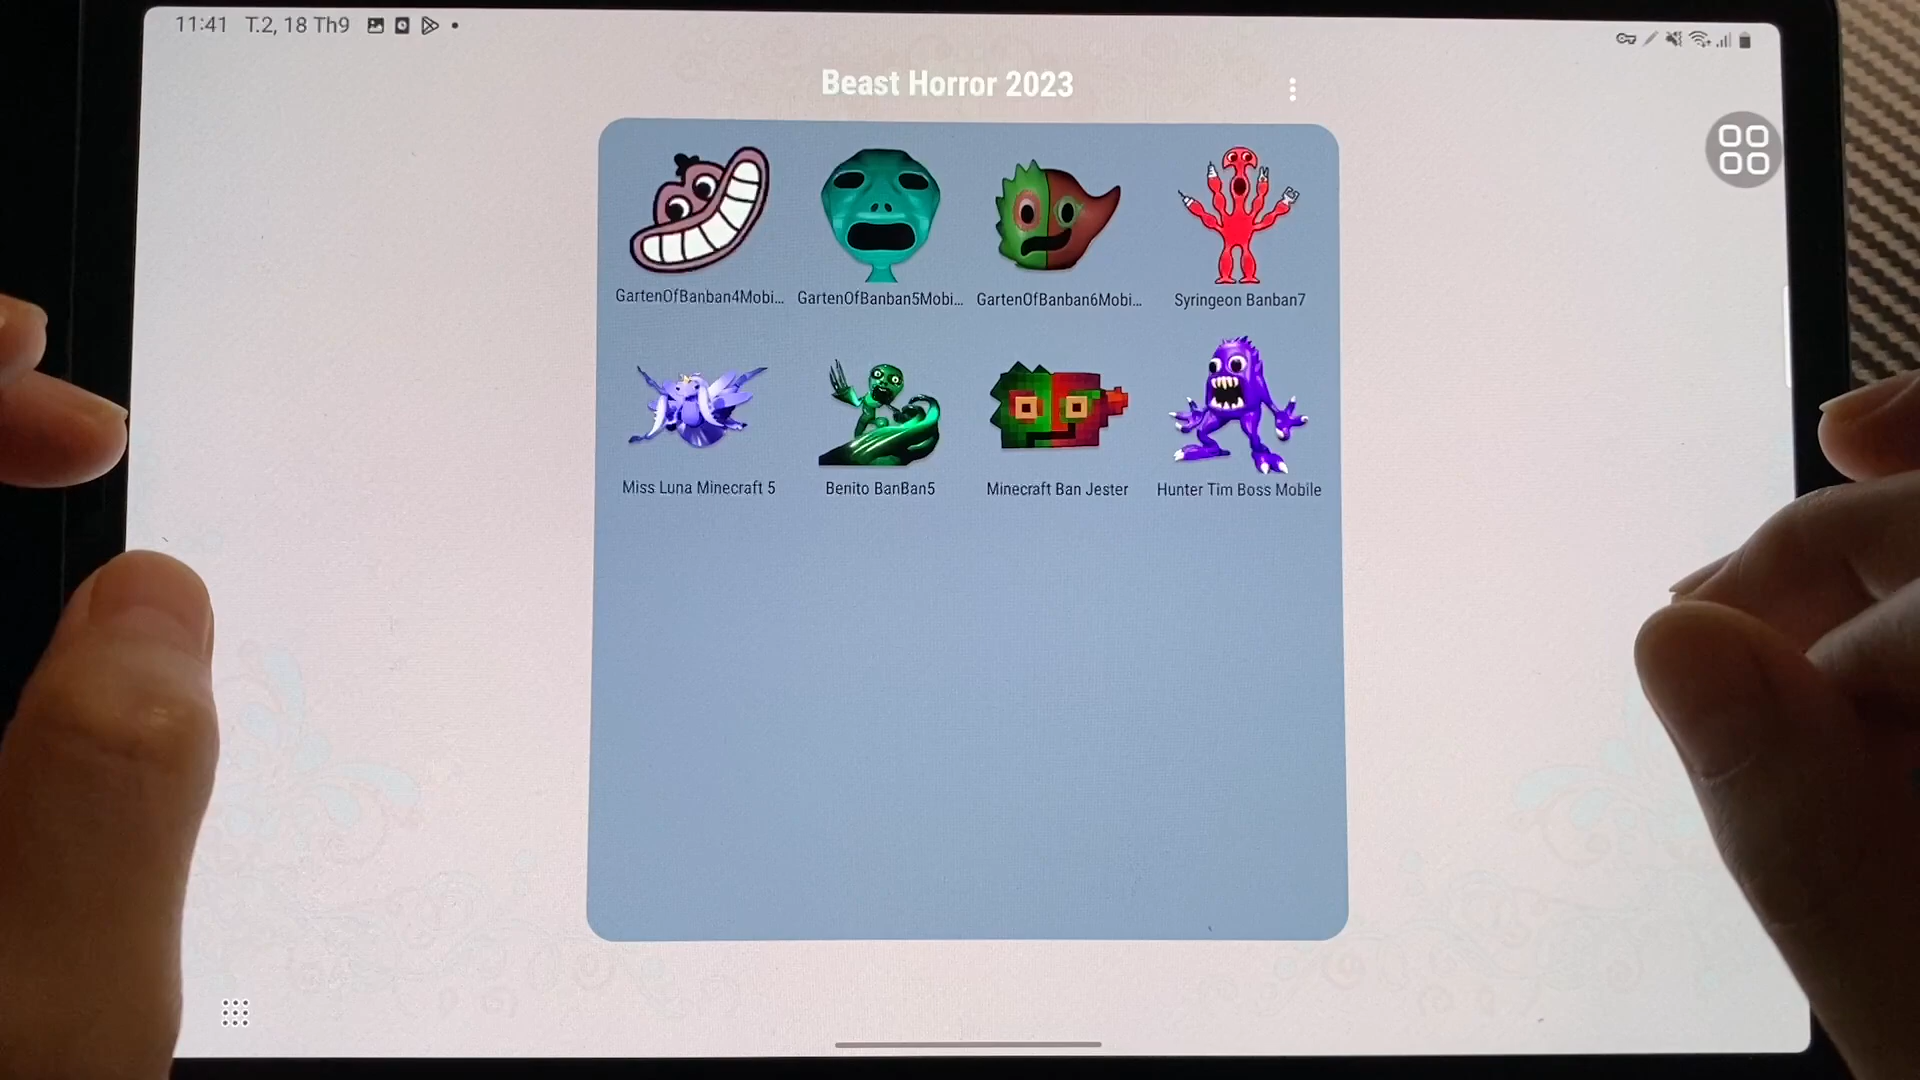 11:41 T.2, 18 Th9
Beast Horror 2023
GartenOfBanban4Mobi... GartenOfBanban5Mobi... GartenOfBanban6Mobi... Syringeon Banban7
Miss Luna Minecraft 5 Benito BanBan5 Minecraft Ban Jester Hunter Tim Boss Mobile